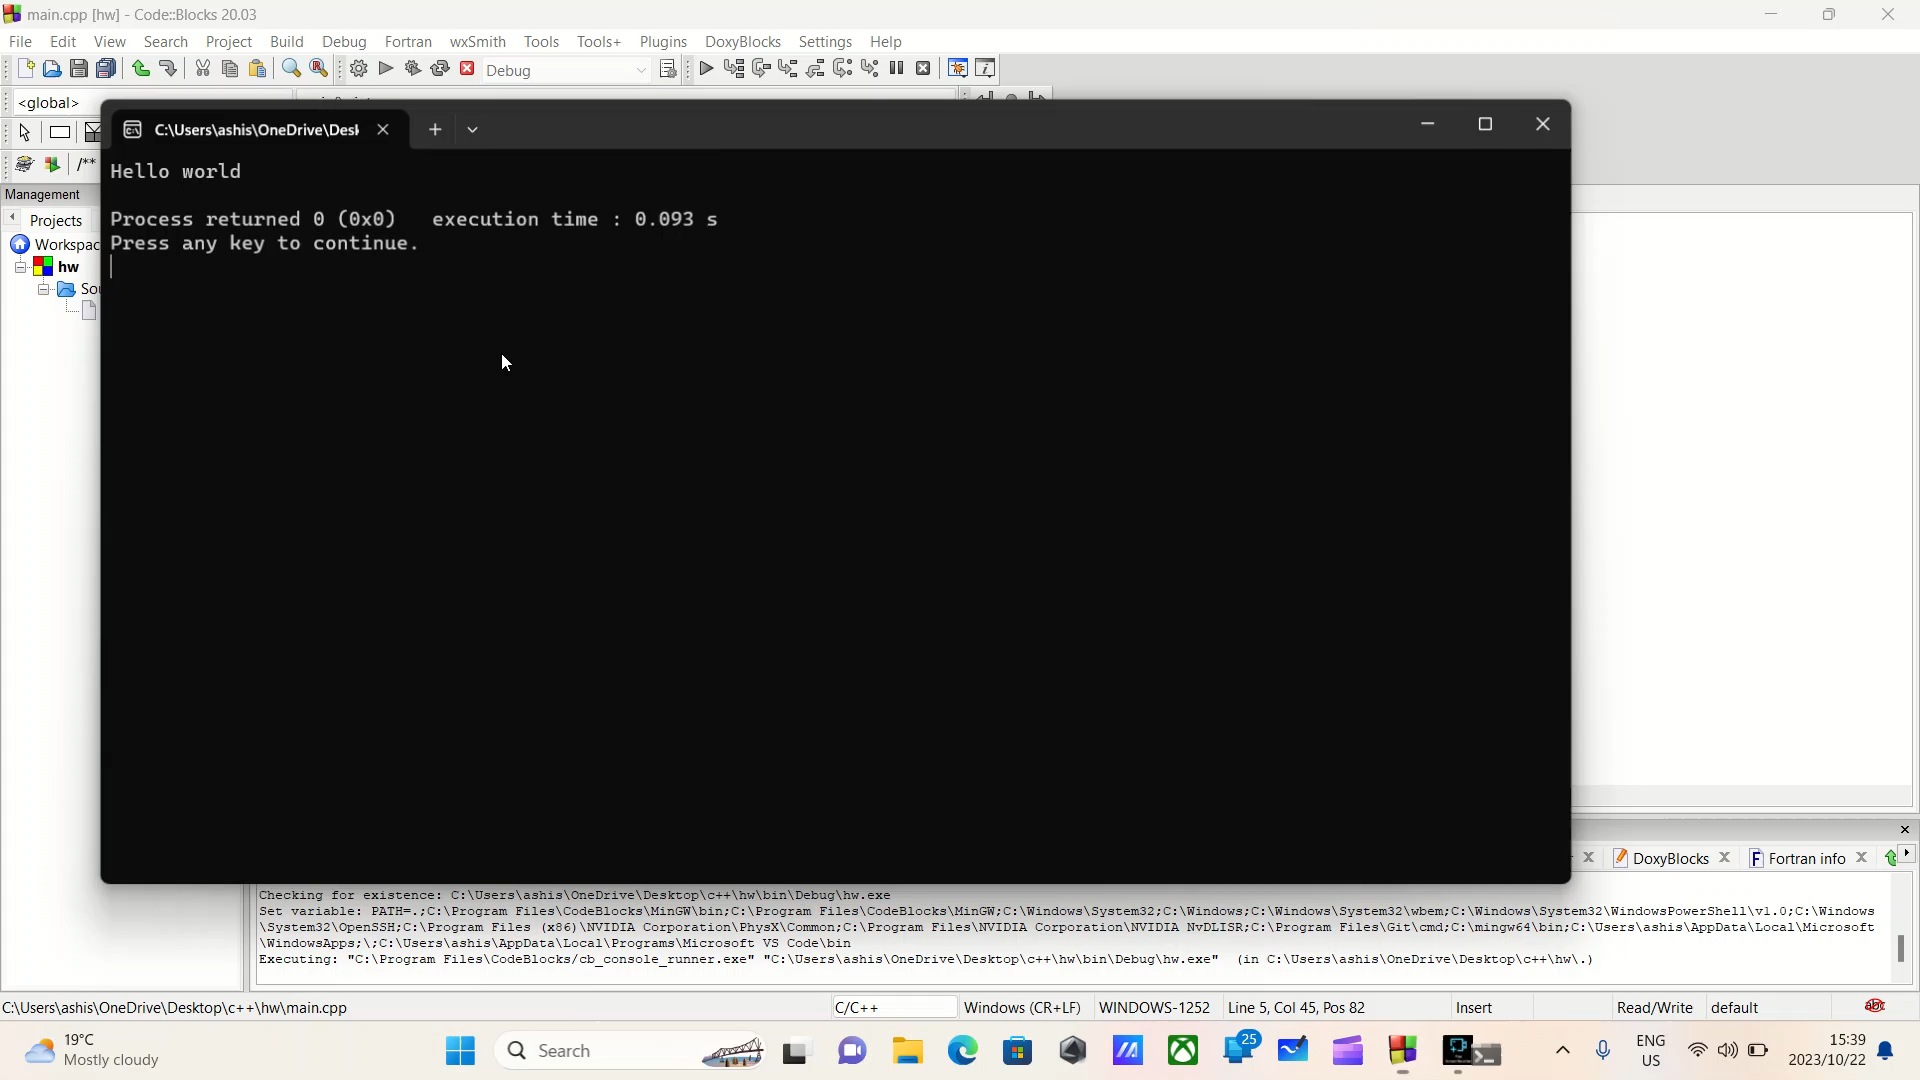 main.cpp [hw] - Code::Blocks 20.03
File Edit View Search Project Build Debug Fortran wxSmith Tools Tools+ Plugins DoxyBlocks Settings Help
Debug
<global>
C:\Users\ashis\OneDrive\Desk
/**
Hello world
Management
Process returned 0 (0x0)   execution time : 0.093 s
Projects
Press any key to continue.
Workspac
hw
Sou
DoxyBlocks
Fortran info
Checking for existence: C:\Users\ashis\OneDrive\Desktop\c++\hw\bin\Debug\hw.exe
Set variable: PATH=.;C:\Program Files\CodeBlocks\MinGW\bin;C:\Program Files\CodeBlocks\MinGW;C:\Windows\System32;C:\Windows;C:\Windows\System32\wbem;C:\Windows\System32\WindowsPowerShell\v1.0;C:\Windows
\System32\OpenSSH;C:\Program Files (x86)\NVIDIA Corporation\PhysX\Common;C:\Program Files\NVIDIA Corporation\NVIDIA NvDLISR;C:\Program Files\Git\cmd;C:\mingw64\bin;C:\Users\ashis\AppData\Local\Microsoft
\WindowsApps;\;C:\Users\ashis\AppData\Local\Programs\Microsoft VS Code\bin
Executing: "C:\Program Files\CodeBlocks/cb_console_runner.exe" "C:\Users\ashis\OneDrive\Desktop\c++\hw\bin\Debug\hw.exe"  (in C:\Users\ashis\OneDrive\Desktop\c++\hw\.)
C:\Users\ashis\OneDrive\Desktop\c++\hw\main.cpp C/C++ Windows (CR+LF) WINDOWS-1252 Line 5, Col 45, Pos 82 Insert Read/Write default abc
19°C
Mostly cloudy
Search
25
ENG
US
15:39
2023/10/22